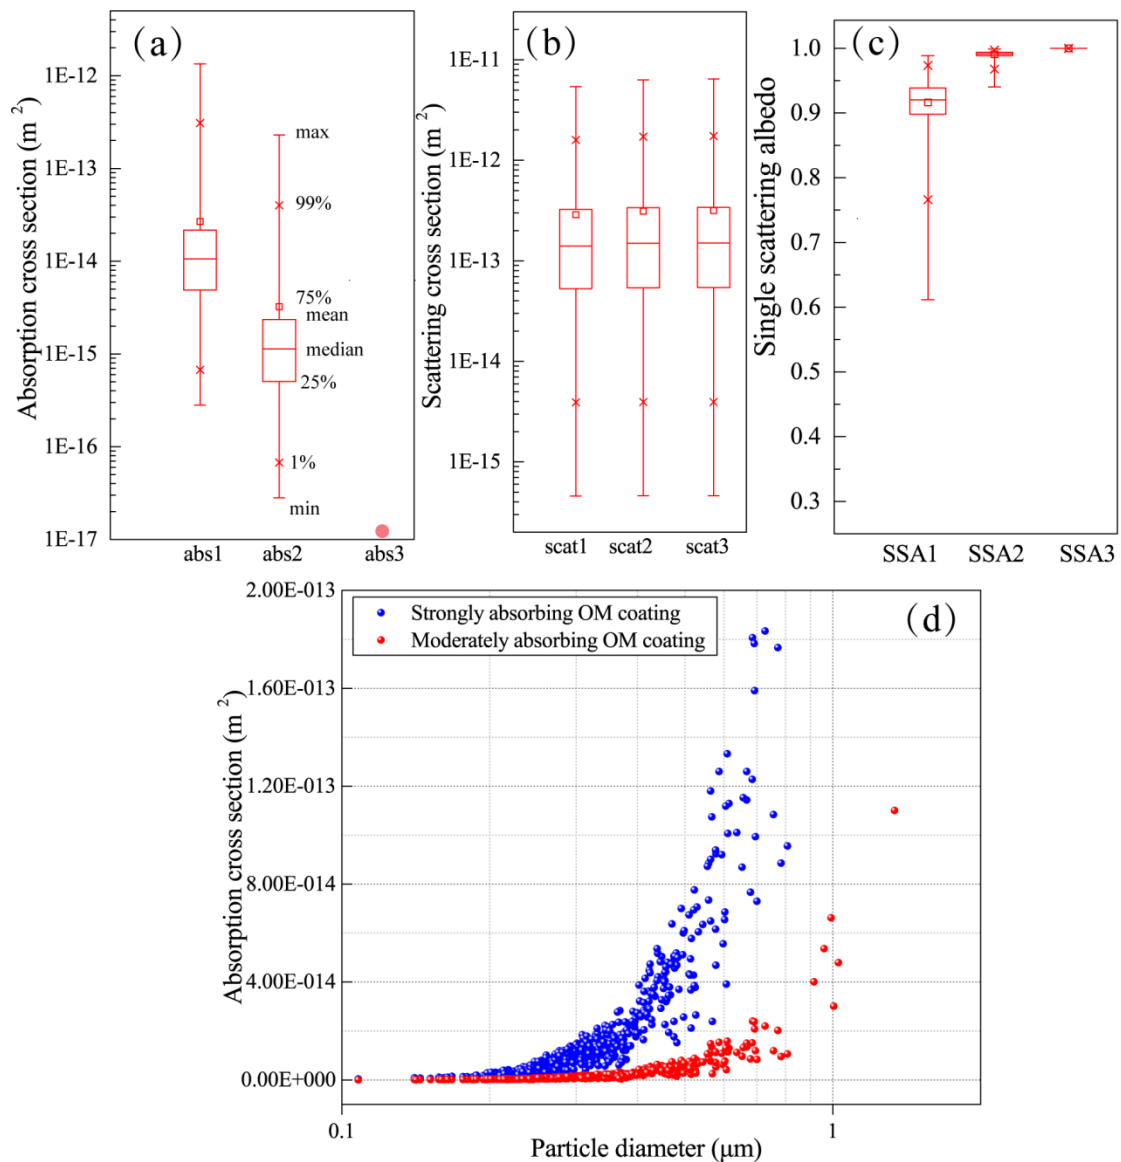 (a)
Absorption cross section (m²)
1E-12
1E-13
1E-14
1E-15
1E-16
1E-17
max
99%
75%
mean
median
25%
1%
min
abs1 abs2 abs3
(b)
Scattering cross section (m²)
1E-11
1E-12
1E-13
1E-14
1E-15
scat1 scat2 scat3
(c)
Single scattering albedo
1.0
0.9
0.8
0.7
0.6
0.5
0.4
0.3
SSA1 SSA2 SSA3
(d)
Strongly absorbing OM coating
Moderately absorbing OM coating
Absorption cross section (m²)
2.00E-013
1.60E-013
1.20E-013
8.00E-014
4.00E-014
0.00E+000
0.1 1
Particle diameter (μm)